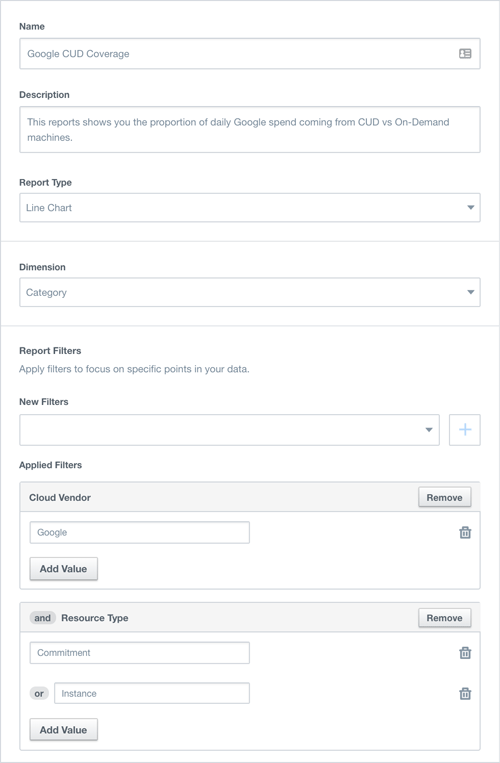 Name
Google CUD Coverage
Description
This reports shows you the proportion of daily Google spend coming from CUD vs On-Demand
machines.
Report Type
Line Chart
Dimension
Category
Report Filters
Apply filters to focus on specific points in your data.
New Filters
Applied Filters
Cloud Vendor Remove
Google
Add Value
and Resource Type Remove
Commitment
or Instance
Add Value